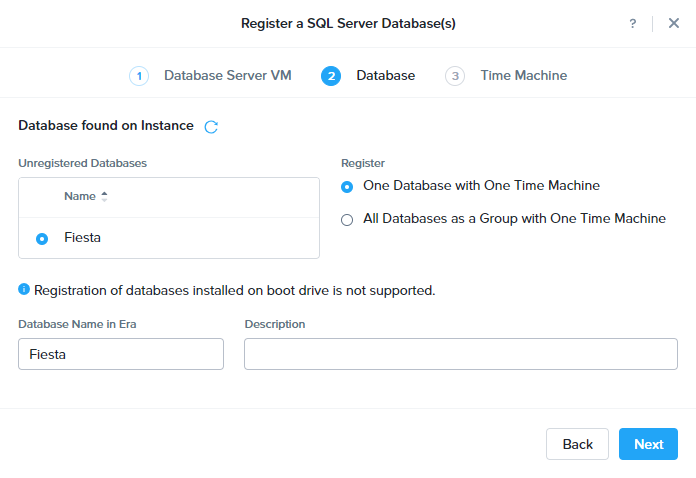 Register a SQL Server Database(s)
?
1 Database Server VM 2 Database 3 Time Machine
Database found on Instance
Unregistered Databases
Register
Name
One Database with One Time Machine
All Databases as a Group with One Time Machine
Fiesta
Registration of databases installed on boot drive is not supported.
Database Name in Era
Description
Fiesta
Back
Next